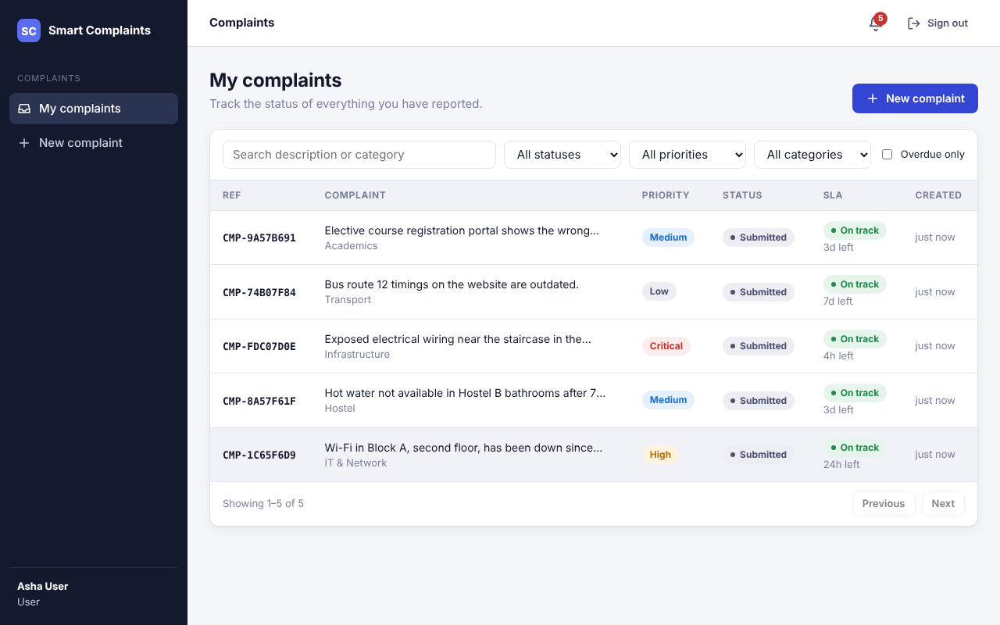 SC Smart Complaints
COMPLAINTS
My complaints
New complaint
Asha User
User
Complaints
5
Sign out
My complaints
Track the status of everything you have reported.
New complaint
Search description or category
All statuses
All priorities
All categories
Overdue only
REF COMPLAINT PRIORITY STATUS SLA CREATED
CMP-9A57B691 Elective course registration portal shows the wrong… Medium Submitted On track just now
Academics 3d left
CMP-74B07F84 Bus route 12 timings on the website are outdated. Low Submitted On track just now
Transport 7d left
CMP-FDC07D0E Exposed electrical wiring near the staircase in the… Critical Submitted On track just now
Infrastructure 4h left
CMP-8A57F61F Hot water not available in Hostel B bathrooms after 7… Medium Submitted On track just now
Hostel 3d left
CMP-1C65F6D9 Wi-Fi in Block A, second floor, has been down since… High Submitted On track just now
IT & Network 24h left
Showing 1–5 of 5
Previous Next